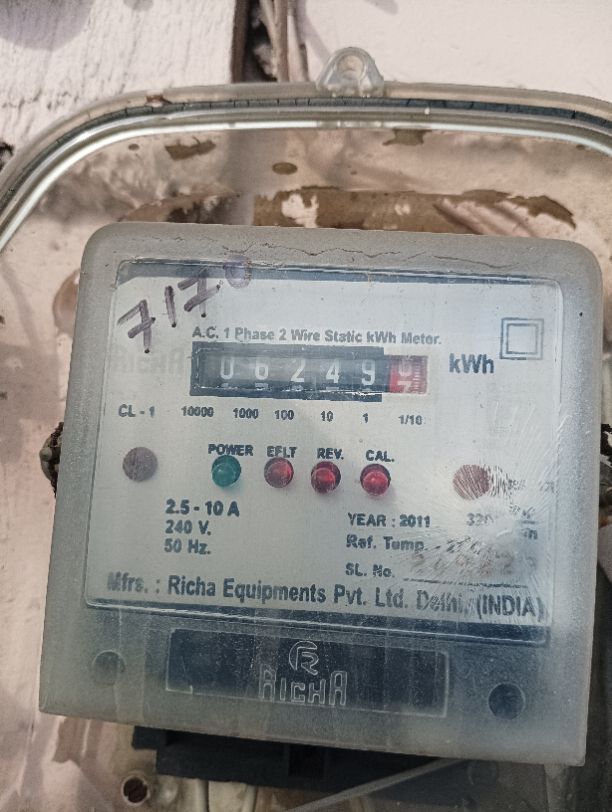 7170
A.C. 1 Phase 2 Wire Static kWh Meter.
RICHA
0 6 2 4 9 kWh
CL - 1 10000 1000 100 10 1 1/10
POWER EFLT REV. CAL.
2.5 - 10 A
240 V.
50 Hz.
YEAR : 2011
Ref. Temp.
SL. No.
Mfrs. : Richa Equipments Pvt. Ltd. Delhi. (INDIA)
RICHA